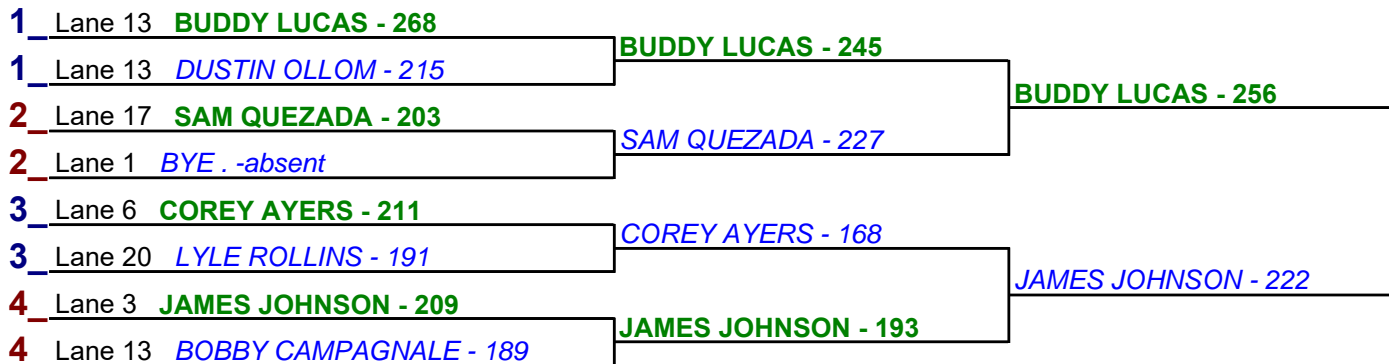 1_ Lane 13 BUDDY LUCAS - 268
BUDDY LUCAS - 245
1_ Lane 13 DUSTIN OLLOM - 215
BUDDY LUCAS - 256
2_ Lane 17 SAM QUEZADA - 203
SAM QUEZADA - 227
2_ Lane 1 BYE . -absent
3_ Lane 6 COREY AYERS - 211
COREY AYERS - 168
3_ Lane 20 LYLE ROLLINS - 191
JAMES JOHNSON - 222
4_ Lane 3 JAMES JOHNSON - 209
JAMES JOHNSON - 193
4 Lane 13 BOBBY CAMPAGNALE - 189